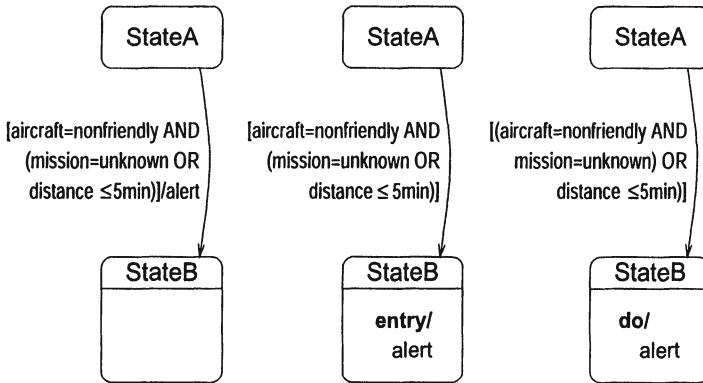 StateA
[aircraft=nonfriendly AND
(mission=unknown OR
distance ≤5min)]/alert
StateB
StateA
[aircraft=nonfriendly AND
(mission=unknown OR
distance ≤ 5min)]
StateB
entry/
alert
StateA
[(aircraft=nonfriendly AND
mission=unknown) OR
distance ≤5min)]
StateB
do/
alert